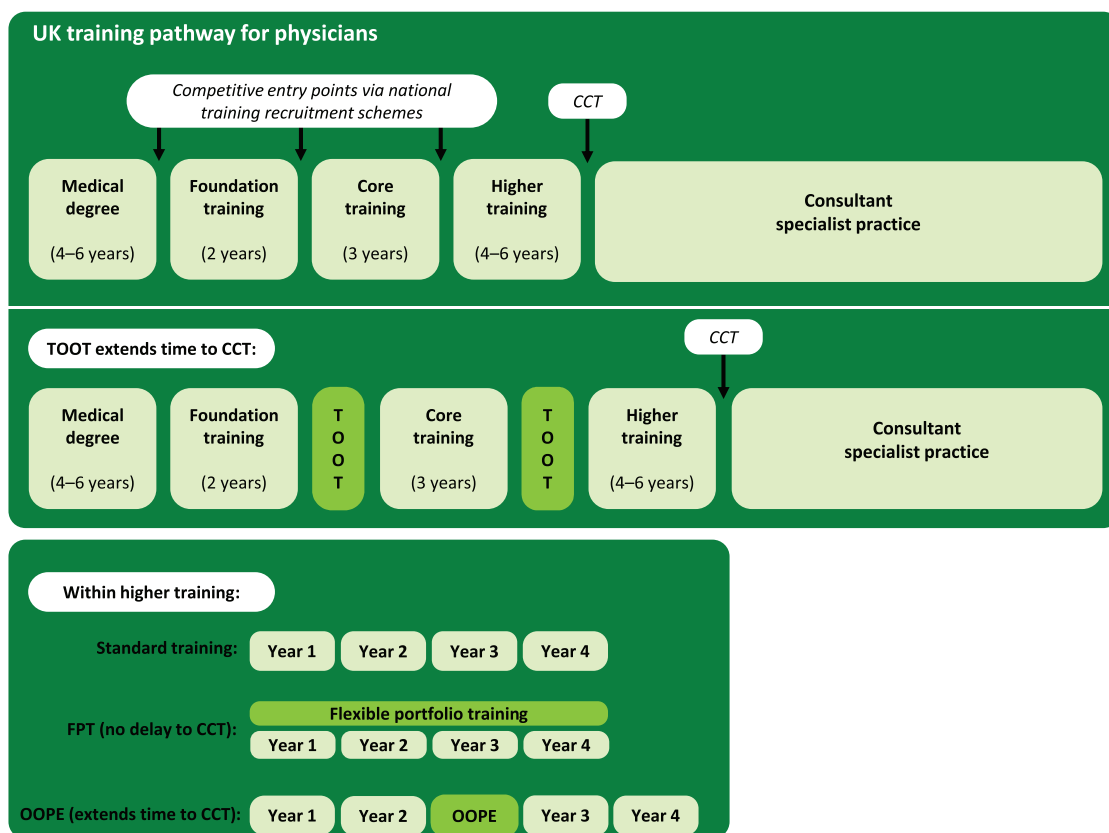 UK training pathway for physicians
Competitive entry points via national
training recruitment schemes
CCT
Medical
degree
(4–6 years)
Foundation
training
(2 years)
Core
training
(3 years)
Higher
training
(4–6 years)
Consultant
specialist practice
TOOT extends time to CCT:
CCT
Medical
degree
(4–6 years)
Foundation
training
(2 years)
T
O
O
T
Core
training
(3 years)
T
O
O
T
Higher
training
(4–6 years)
Consultant
specialist practice
Within higher training:
Standard training:
Year 1
Year 2
Year 3
Year 4
FPT (no delay to CCT):
Flexible portfolio training
Year 1
Year 2
Year 3
Year 4
OOPE (extends time to CCT):
Year 1
Year 2
OOPE
Year 3
Year 4